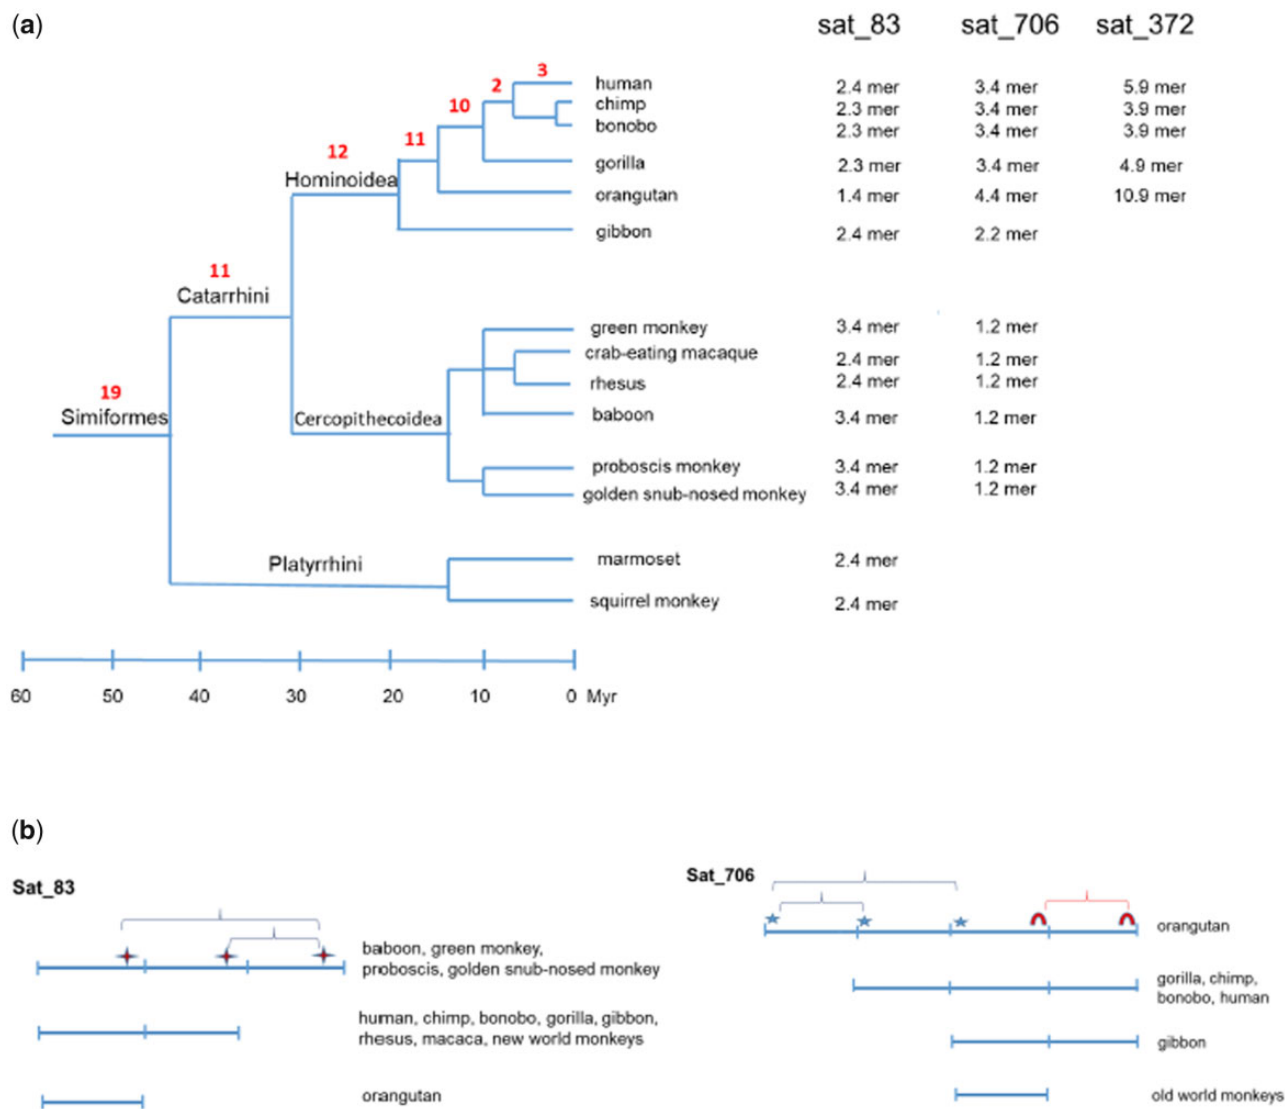 (a)
sat_83 sat_706 sat_372
3
human 2.4 mer 3.4 mer 5.9 mer
2
chimp 2.3 mer 3.4 mer 3.9 mer
10
bonobo 2.3 mer 3.4 mer 3.9 mer
11
12
gorilla 2.3 mer 3.4 mer 4.9 mer
Hominoidea
orangutan 1.4 mer 4.4 mer 10.9 mer
gibbon 2.4 mer 2.2 mer
11
Catarrhini
green monkey 3.4 mer 1.2 mer
crab-eating macaque 2.4 mer 1.2 mer
rhesus 2.4 mer 1.2 mer
19
Simiformes
Cercopithecoidea
baboon 3.4 mer 1.2 mer
proboscis monkey 3.4 mer 1.2 mer
golden snub-nosed monkey 3.4 mer 1.2 mer
Platyrrhini
marmoset 2.4 mer
squirrel monkey 2.4 mer
60 50 40 30 20 10 0 Myr
(b)
Sat_83
baboon, green monkey,
proboscis, golden snub-nosed monkey
human, chimp, bonobo, gorilla, gibbon,
rhesus, macaca, new world monkeys
orangutan
Sat_706
orangutan
gorilla, chimp,
bonobo, human
gibbon
old world monkeys